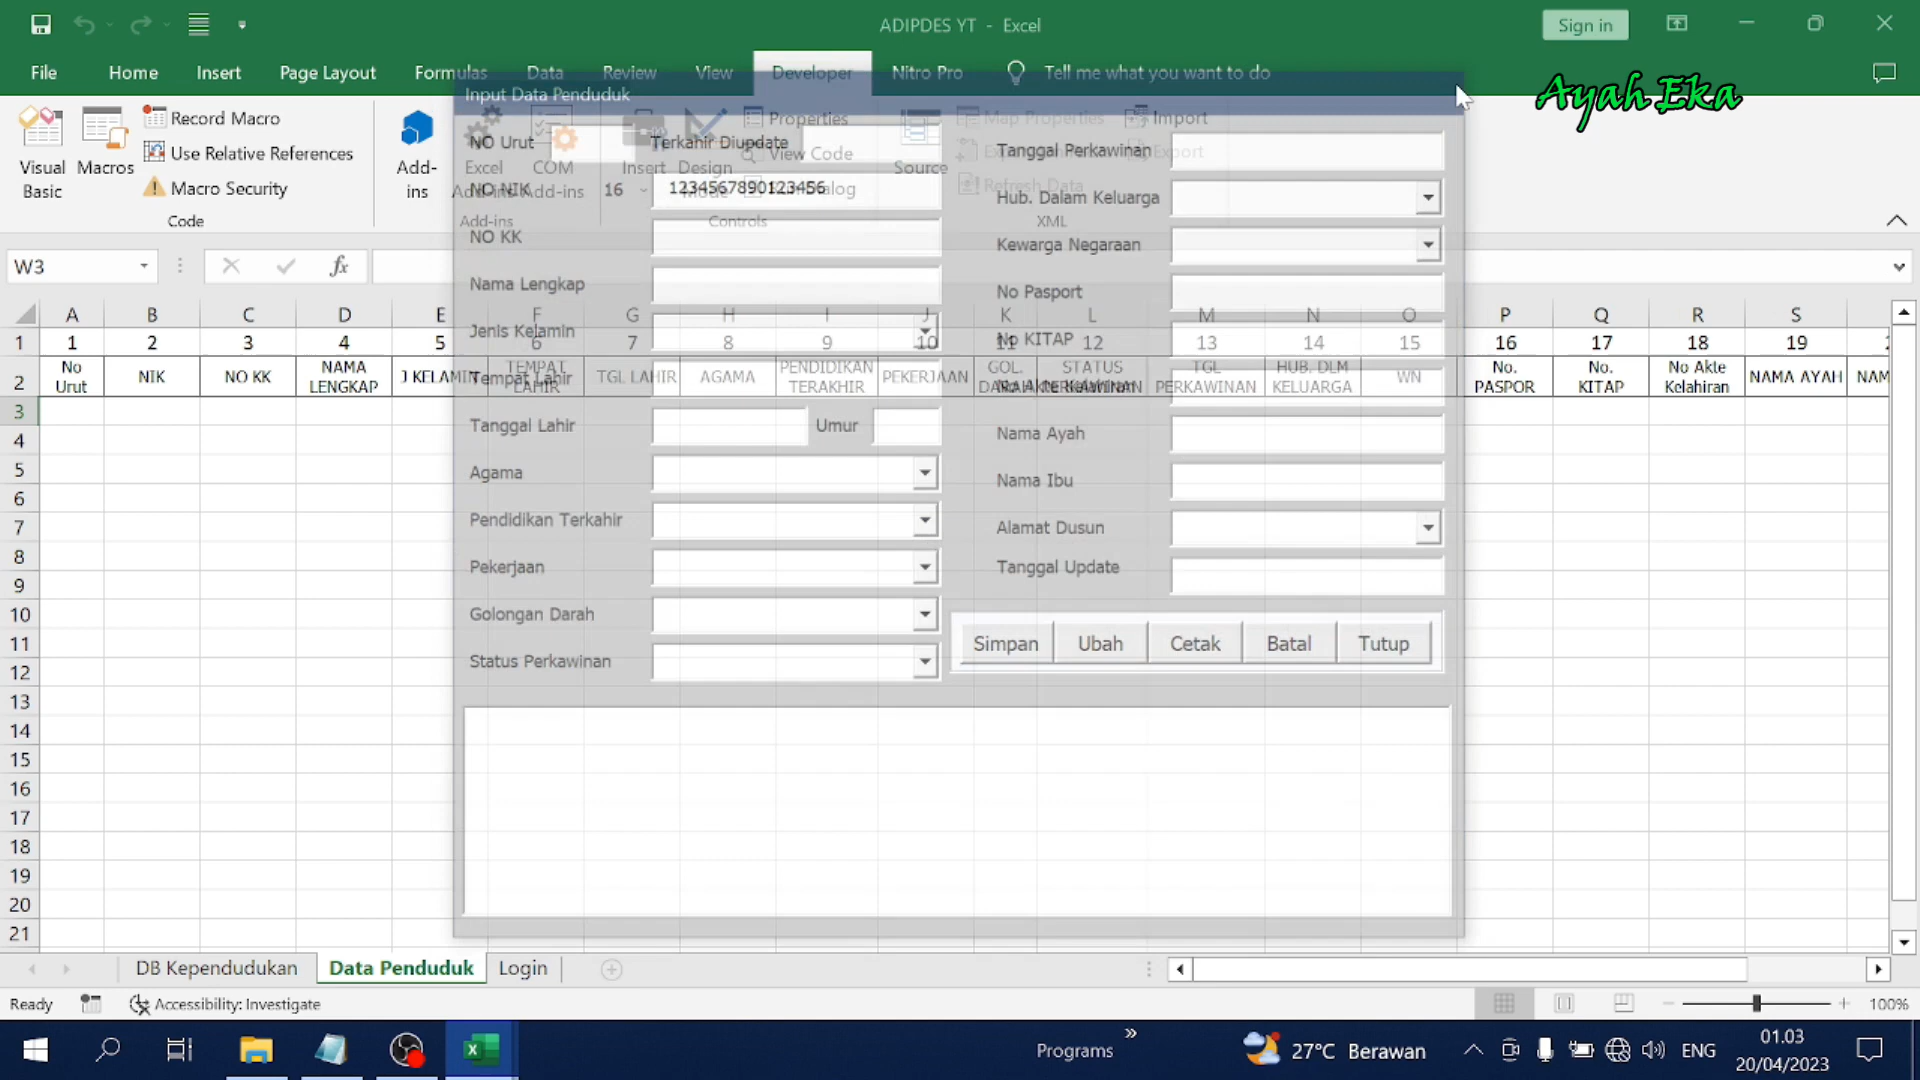 ADIPDES YT - Excel
Sign in
File Home Insert Page Layout Formulas Data Review View Developer Nitro Pro Tell me what you want to do
Ayah Eka
Visual Basic
Macros
Record Macro
Use Relative References
Macro Security
Code
Add-ins
Excel Add-ins
COM Add-ins
Add-ins
Insert
Design Mode
Properties
View Code
Controls
Source
Map Properties
Import
Export
Refresh Data
XML
Input Data Penduduk
NO Urut
Terkahir Diupdate
NO NIK 16 1234567890123456
NO KK
Nama Lengkap
Jenis Kelamin
Tempat Lahir
Tanggal Lahir Umur
Agama
Pendidikan Terkahir
Pekerjaan
Golongan Darah
Status Perkawinan
Tanggal Perkawinan
Hub. Dalam Keluarga
Kewarga Negaraan
No Pasport
No KITAP
Nama Ayah
Nama Ibu
Alamat Dusun
Tanggal Update
Simpan Ubah Cetak Batal Tutup
W3
fx
A B C D E F G H I J K L M N O P Q R S
1 1 2 3 4 5 6 7 8 9 10 11 12 13 14 15 16 17 18 19
2
No Urut
NIK
NO KK
NAMA LENGKAP
J KELAMIN
TEMPAT LAHIR
TGL LAHIR
AGAMA
PENDIDIKAN TERAKHIR
PEKERJAAN
GOL. DARAH
STATUS PERKAWINAN
TGL PERKAWINAN
HUB. DLM KELUARGA
WN
No. PASPOR
No. KITAP
No Akte Kelahiran
NAMA AYAH
NAM
3
4
5
6
7
8
9
10
11
12
13
14
15
16
17
18
19
20
21
DB Kependudukan Data Penduduk Login
Ready Accessibility: Investigate 100%
Programs 27°C Berawan ENG
01.03
20/04/2023